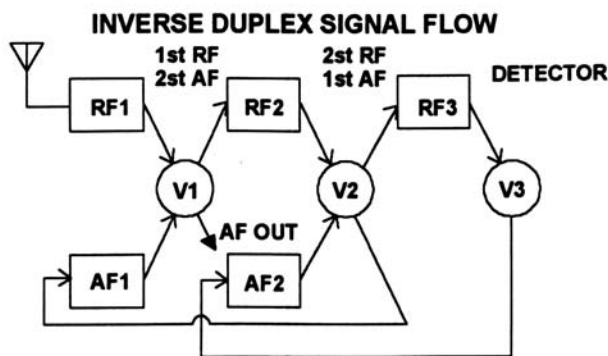 INVERSE DUPLEX SIGNAL FLOW
1st RF
2st AF
2st RF
1st AF
DETECTOR
RF1
RF2
RF3
V1
V2
V3
AF OUT
AF1
AF2